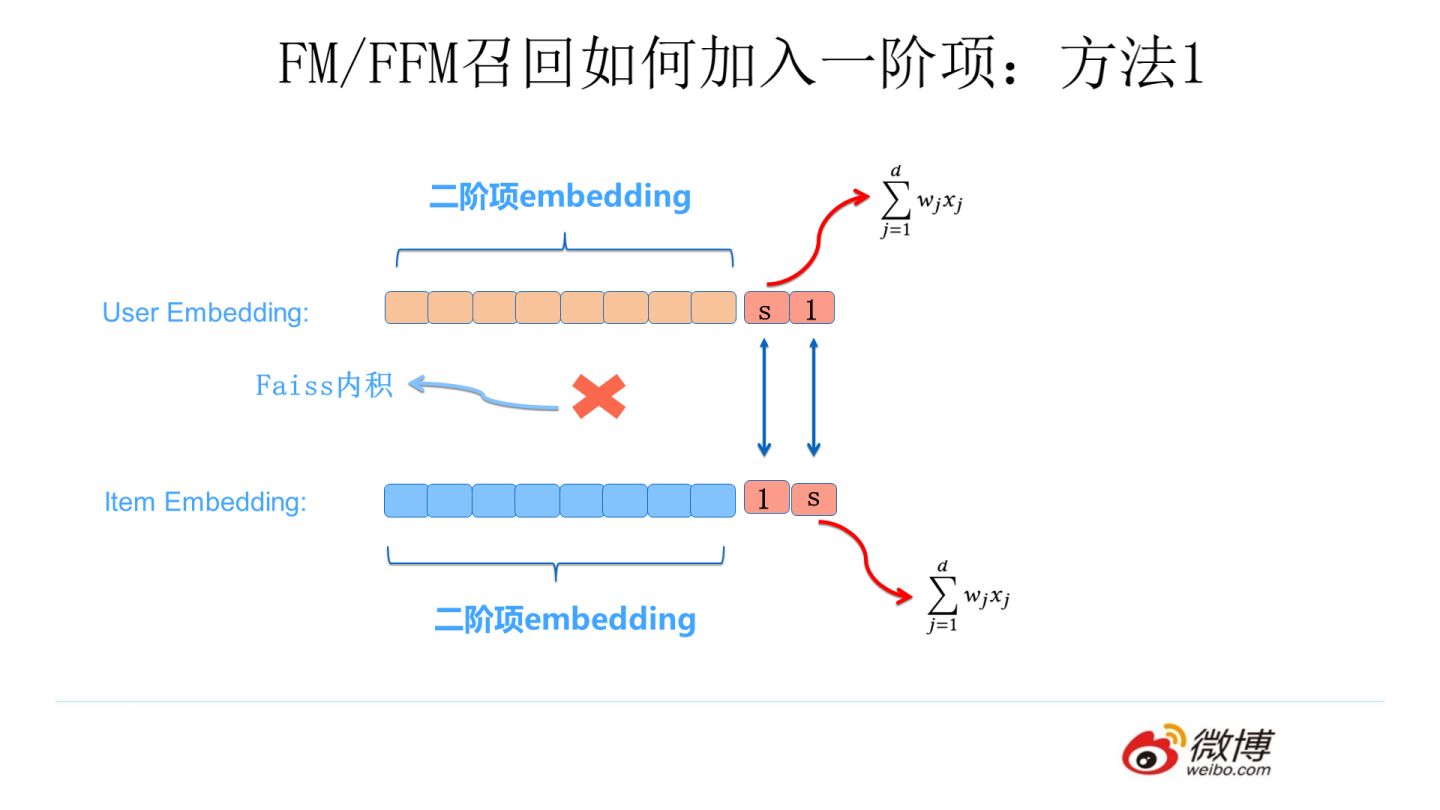 FM/FFM召回如何加入一阶项：方法1
二阶项embedding
\sum_{j=1}^{d} w_j x_j
User Embedding:
s 1
Faiss内积
Item Embedding:
1 s
二阶项embedding
\sum_{j=1}^{d} w_j x_j
微博
weibo.com